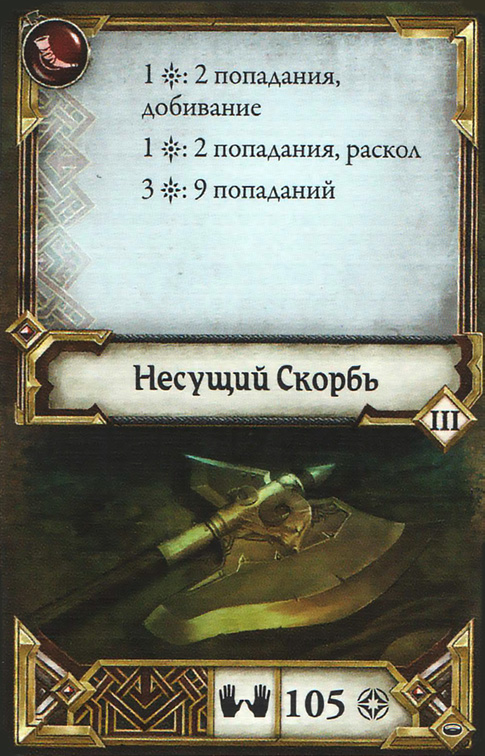 1 : 2 попадания,
добивание
1 : 2 попадания, раскол
3 : 9 попаданий
Несущий Скорбь
III
105